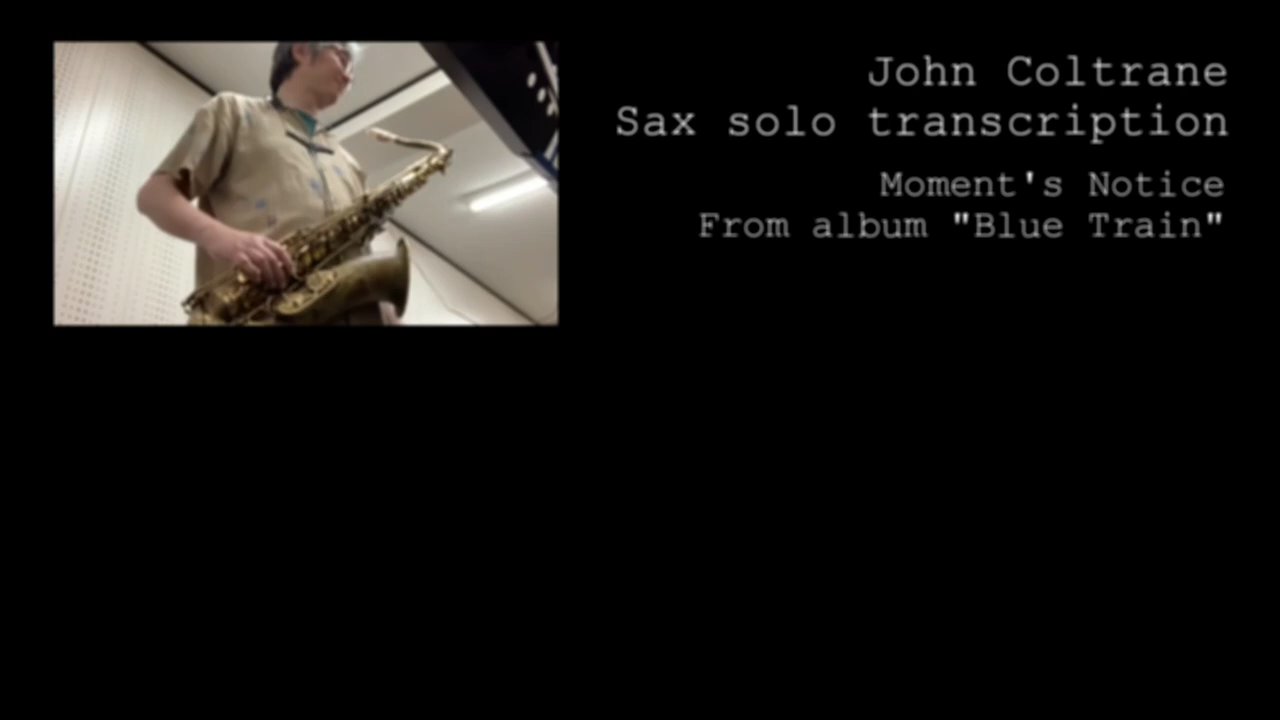 John Coltrane
Sax solo transcription
Moment's Notice
From album "Blue Train"